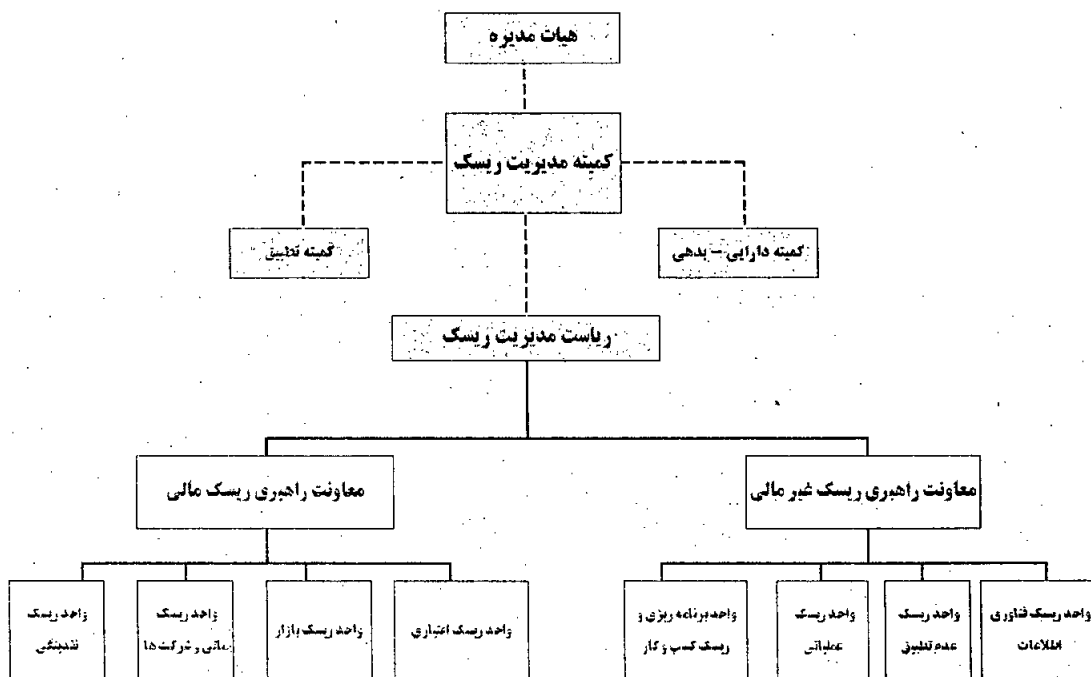 هیات مدیره
کمیته مدیریت ریسک
کمیته دارایی – بدهی
کمیته تطبیق
ریاست مدیریت ریسک
معاونت راهبری ریسک غیر مالی
معاونت راهبری ریسک مالی
واحد ریسک فناوری
اطلاعات
واحد ریسک
عدم تطبیق
واحد ریسک
عملیاتی
واحد برنامه ریزی و
ریسک کسب و کار
واحد ریسک اعتباری
واحد ریسک بازار
واحد ریسک
و شرکت ها
واحد ریسک
نقدینگی